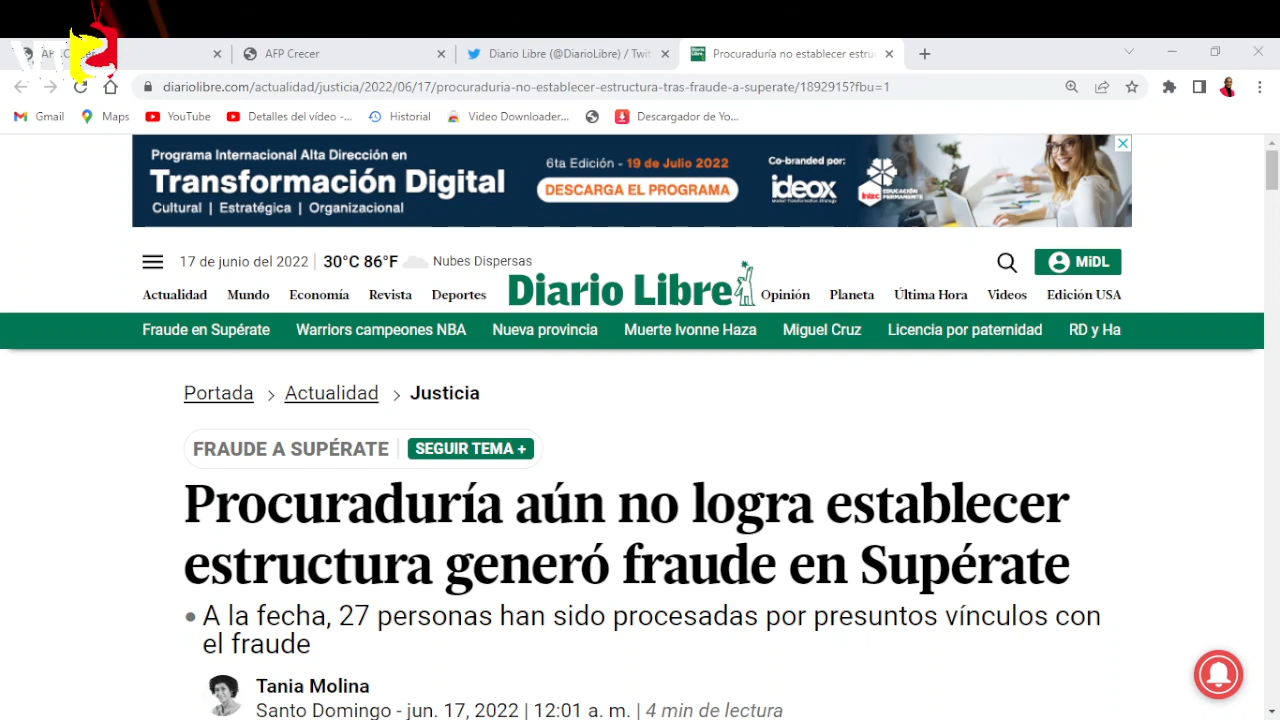 AFP Crecer
Diario Libre (@DiarioLibre) / Twit
Procuraduría no establecer estru
diariolibre.com/actualidad/justicia/2022/06/17/procuraduria-no-establecer-estructura-tras-fraude-a-superate/1892915?fbu=1
Gmail Maps YouTube Detalles del vídeo -... Historial Video Downloader... Descargador de Yo...
Programa Internacional Alta Dirección en
Transformación Digital
Cultural | Estratégica | Organizacional
6ta Edición - 19 de Julio 2022
DESCARGA EL PROGRAMA
Co-branded por:
ideox
intec EDUCACIÓN PERMANENTE
17 de junio del 2022 30°C 86°F Nubes Dispersas
MiDL
Diario Libre
Actualidad Mundo Economía Revista Deportes Opinión Planeta Última Hora Videos Edición USA
Fraude en Supérate Warriors campeones NBA Nueva provincia Muerte Ivonne Haza Miguel Cruz Licencia por paternidad RD y Ha
Portada > Actualidad > Justicia
FRAUDE A SUPÉRATE SEGUIR TEMA +
Procuraduría aún no logra establecer
estructura generó fraude en Supérate
• A la fecha, 27 personas han sido procesadas por presuntos vínculos con
el fraude
Tania Molina
Santo Domingo - jun. 17, 2022 | 12:01 a. m. | 4 min de lectura